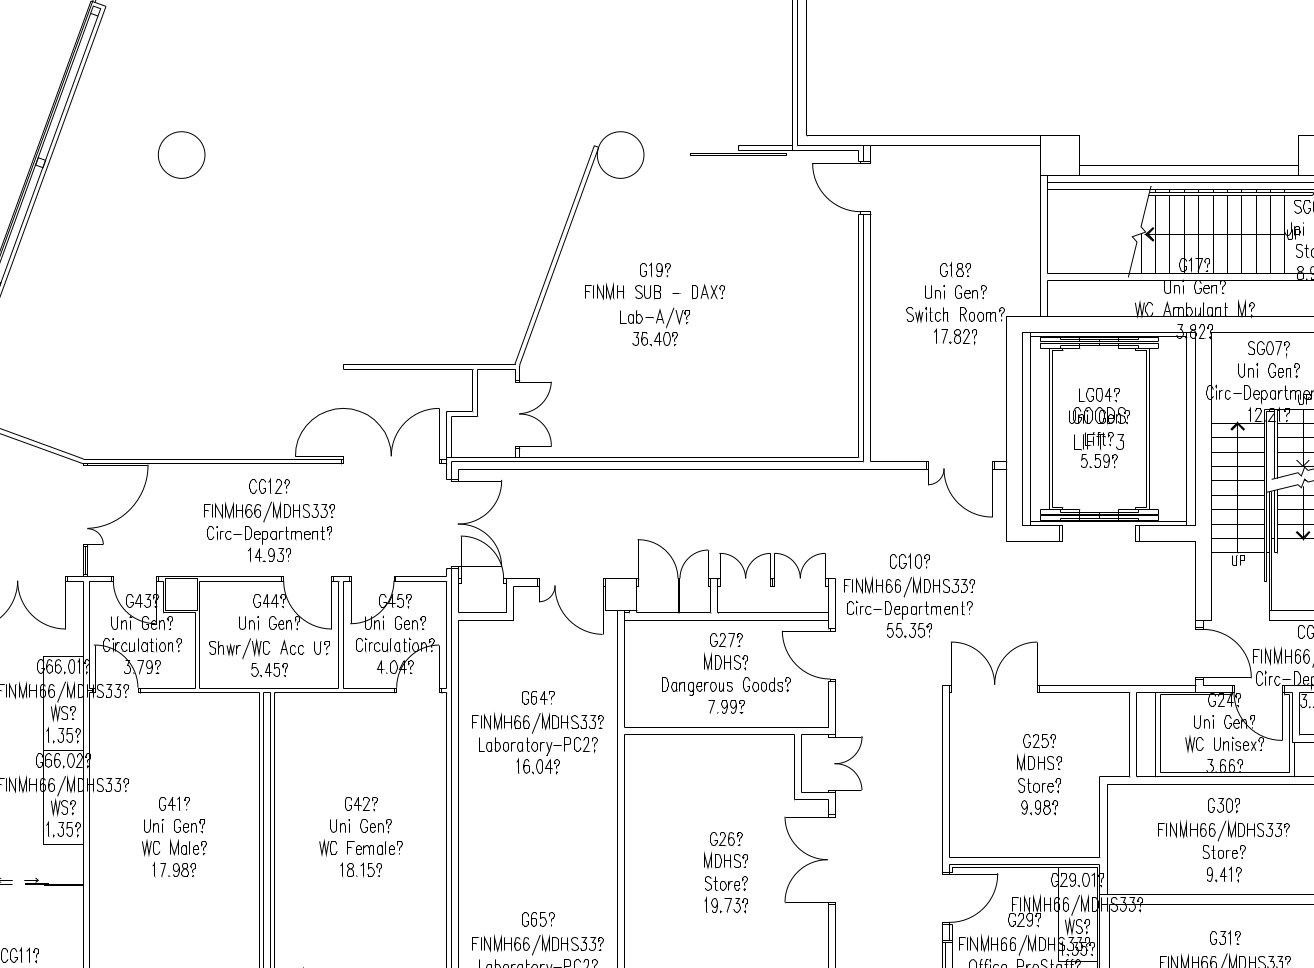 G19?
FINMH SUB - DAX?
Lab-A/V?
36.40?
G18?
Uni Gen?
Switch Room?
17.82?
UP
G17?
Uni Gen?
WC Ambulant M?
3.82?
SG07?
Uni Gen?
Circ-Departmen
12.21?
UP
UP
LG04?
Uni Gen?
Lift?
5.59?
GOODS
LIFT 3
CG12?
FINMH66/MDHS33?
Circ-Department?
14.93?
CG10?
FINMH66/MDHS33?
Circ-Department?
55.35?
G43?
Uni Gen?
Circulation?
3.79?
G44?
Uni Gen?
Shwr/WC Acc U?
5.45?
G45?
Uni Gen?
Circulation?
4.04?
G66.01?
FINMH66/MDHS33?
WS?
1.35?
G66.02?
FINMH66/MDHS33?
WS?
1.35?
G27?
MDHS?
Dangerous Goods?
7.99?
G64?
FINMH66/MDHS33?
Laboratory-PC2?
16.04?
CG
FINMH66/MDHS33?
Circ-Dep
3.
G24?
Uni Gen?
WC Unisex?
3.66?
G25?
MDHS?
Store?
9.98?
G41?
Uni Gen?
WC Male?
17.98?
G42?
Uni Gen?
WC Female?
18.15?
G26?
MDHS?
Store?
19.73?
G30?
FINMH66/MDHS33?
Store?
9.41?
G29.01?
FINMH66/MDHS33?
WS?
1.35?
G29?
FINMH66/MDHS33?
Office ProStaff?
G65?
FINMH66/MDHS33?
Laboratory-PC2?
G31?
FINMH66/MDHS33?
CG11?